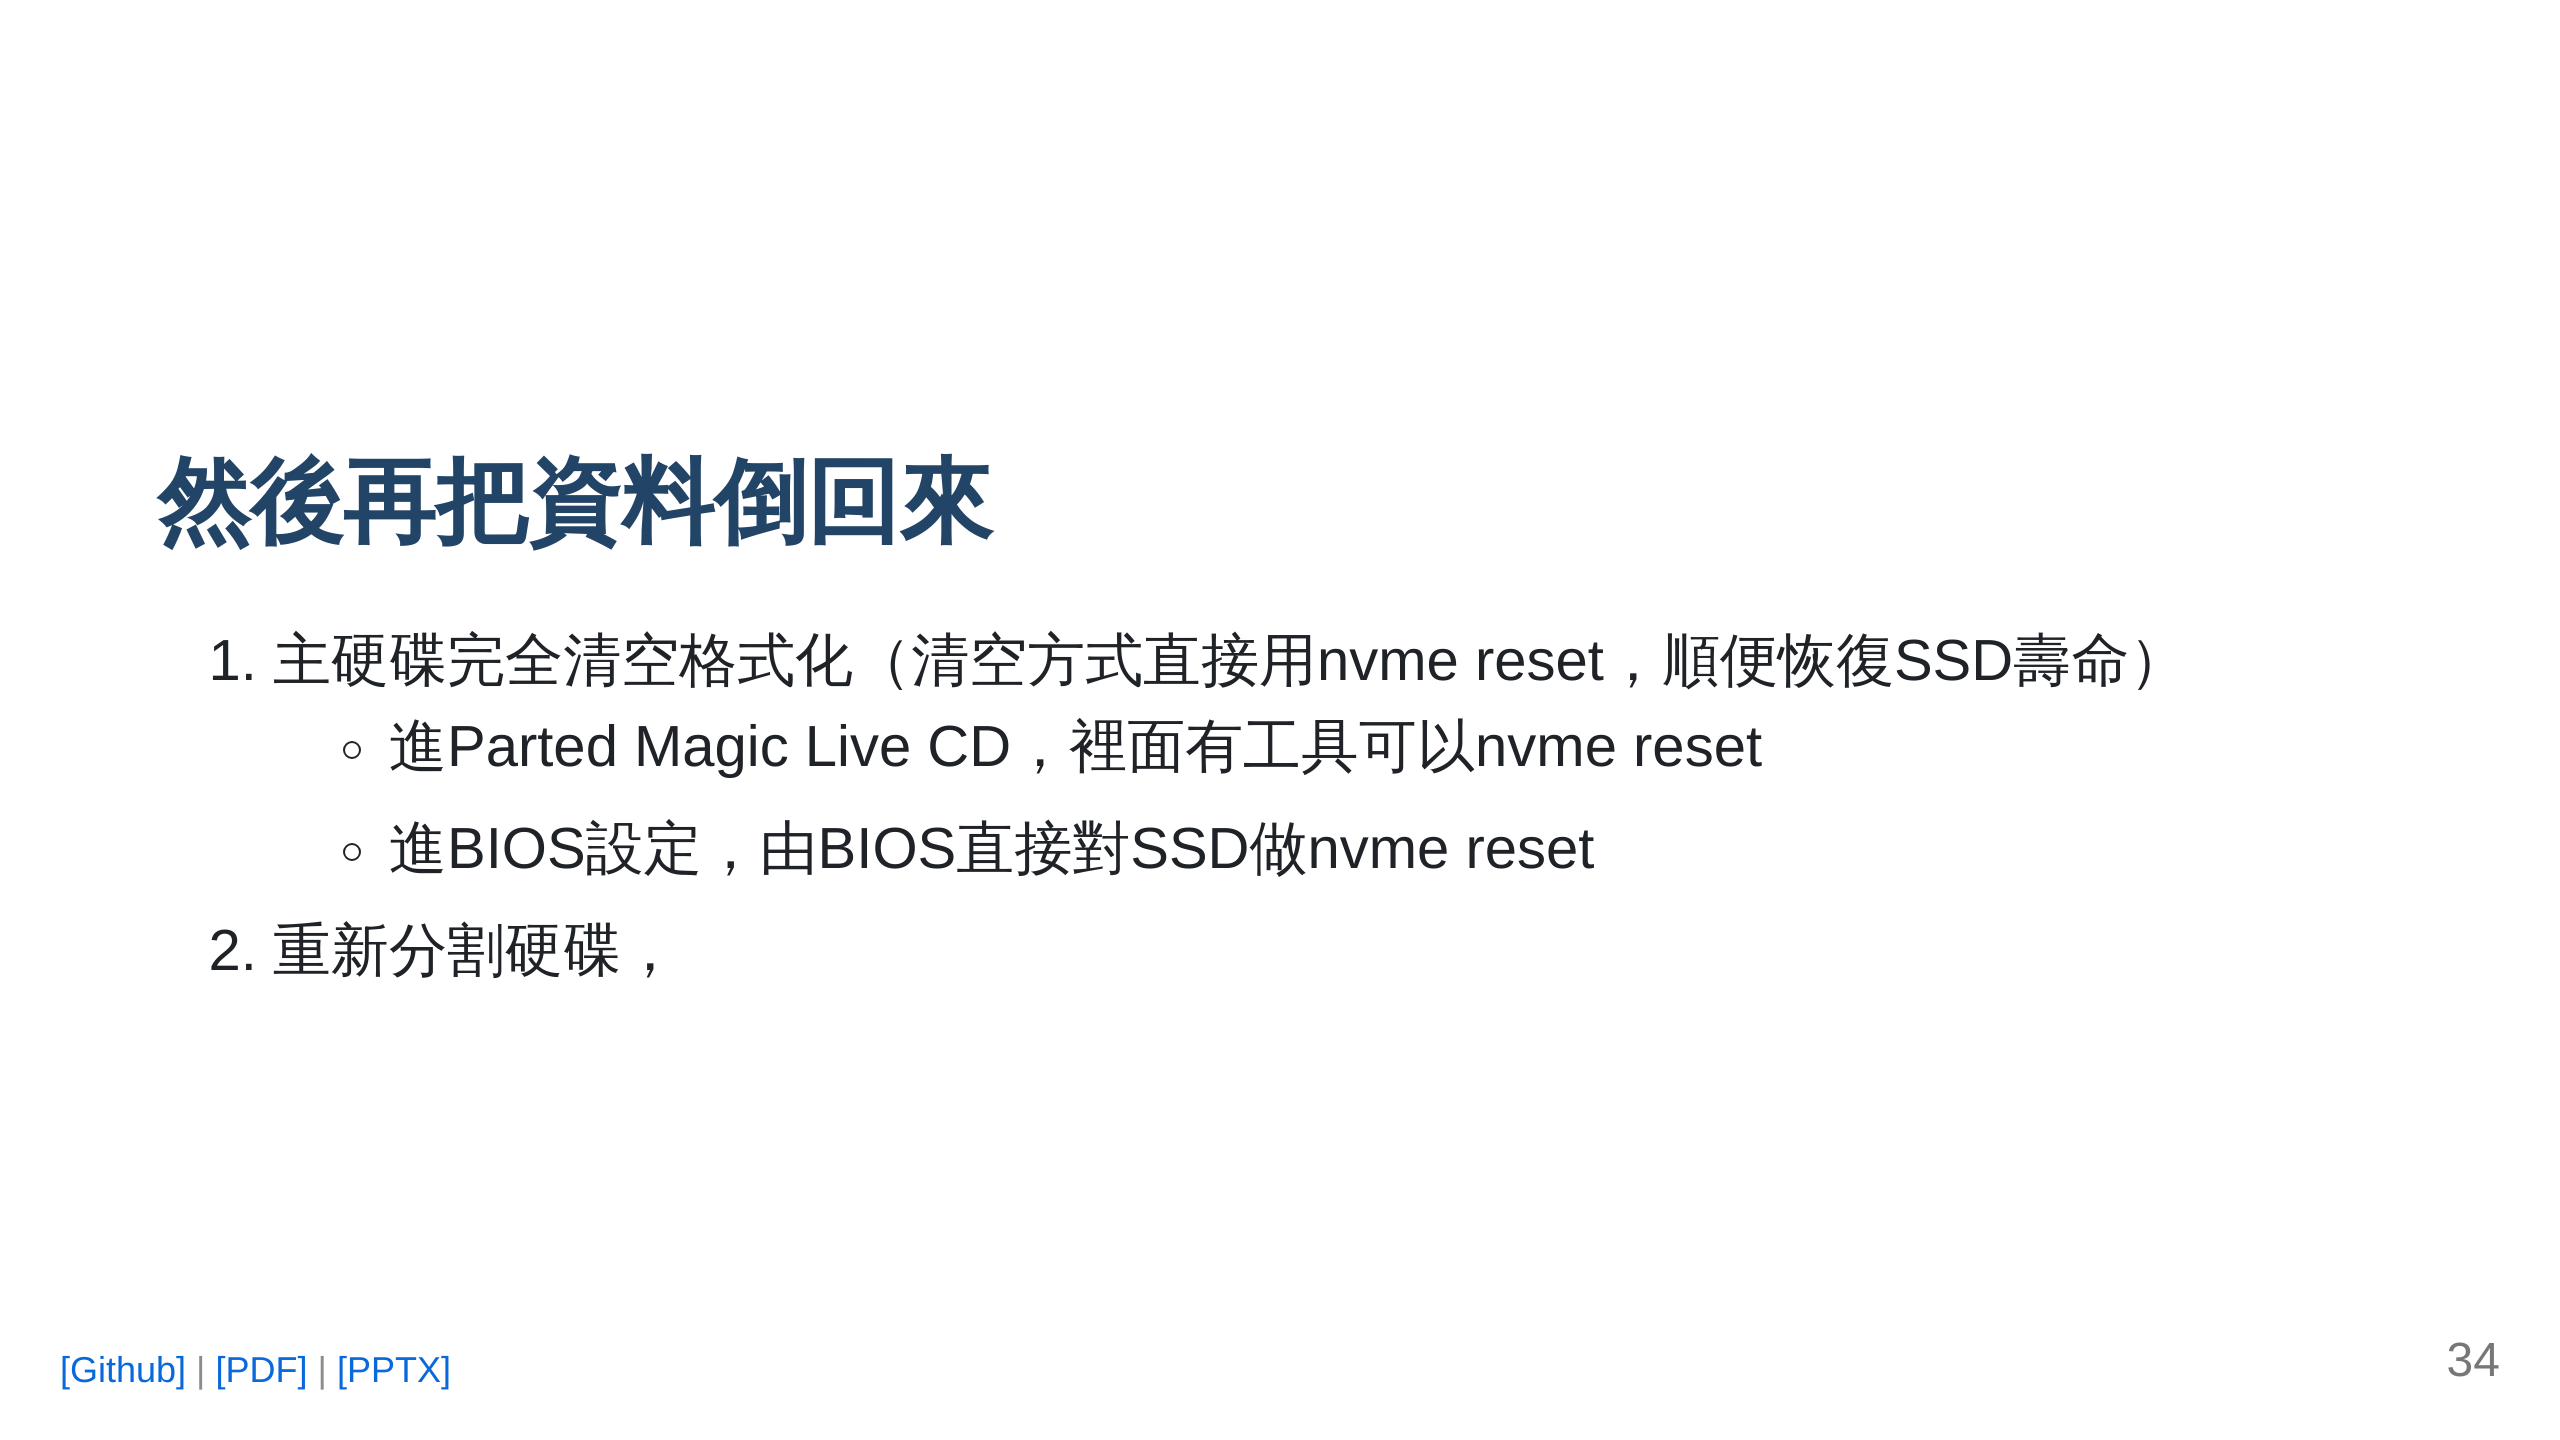 然後再把資料倒回來
1. 主硬碟完全清空格式化（清空方式直接用nvme reset，順便恢復SSD壽命）
○ 進Parted Magic Live CD，裡面有工具可以nvme reset
○ 進BIOS設定，由BIOS直接對SSD做nvme reset
2. 重新分割硬碟，
[Github] | [PDF] | [PPTX]
34